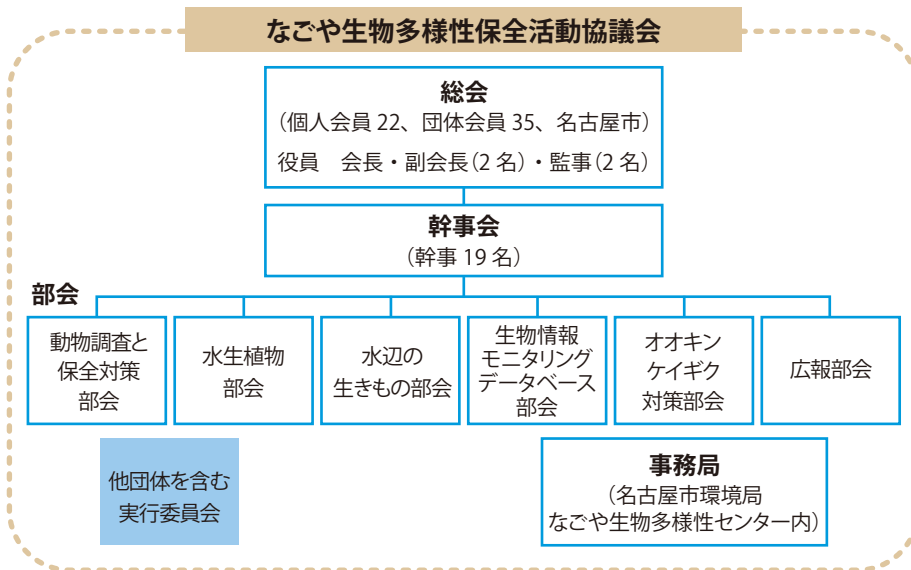 なごや生物多様性保全活動協議会
総会
（個人会員 22、団体会員 35、名古屋市）
役員　会長・副会長（2 名）・監事（2 名）
幹事会
（幹事 19 名）
部会
動物調査と
保全対策
部会
水生植物
部会
水辺の
生きもの部会
生物情報
モニタリング
データベース
部会
オオキン
ケイギク
対策部会
広報部会
他団体を含む
実行委員会
事務局
（名古屋市環境局
なごや生物多様性センター内）